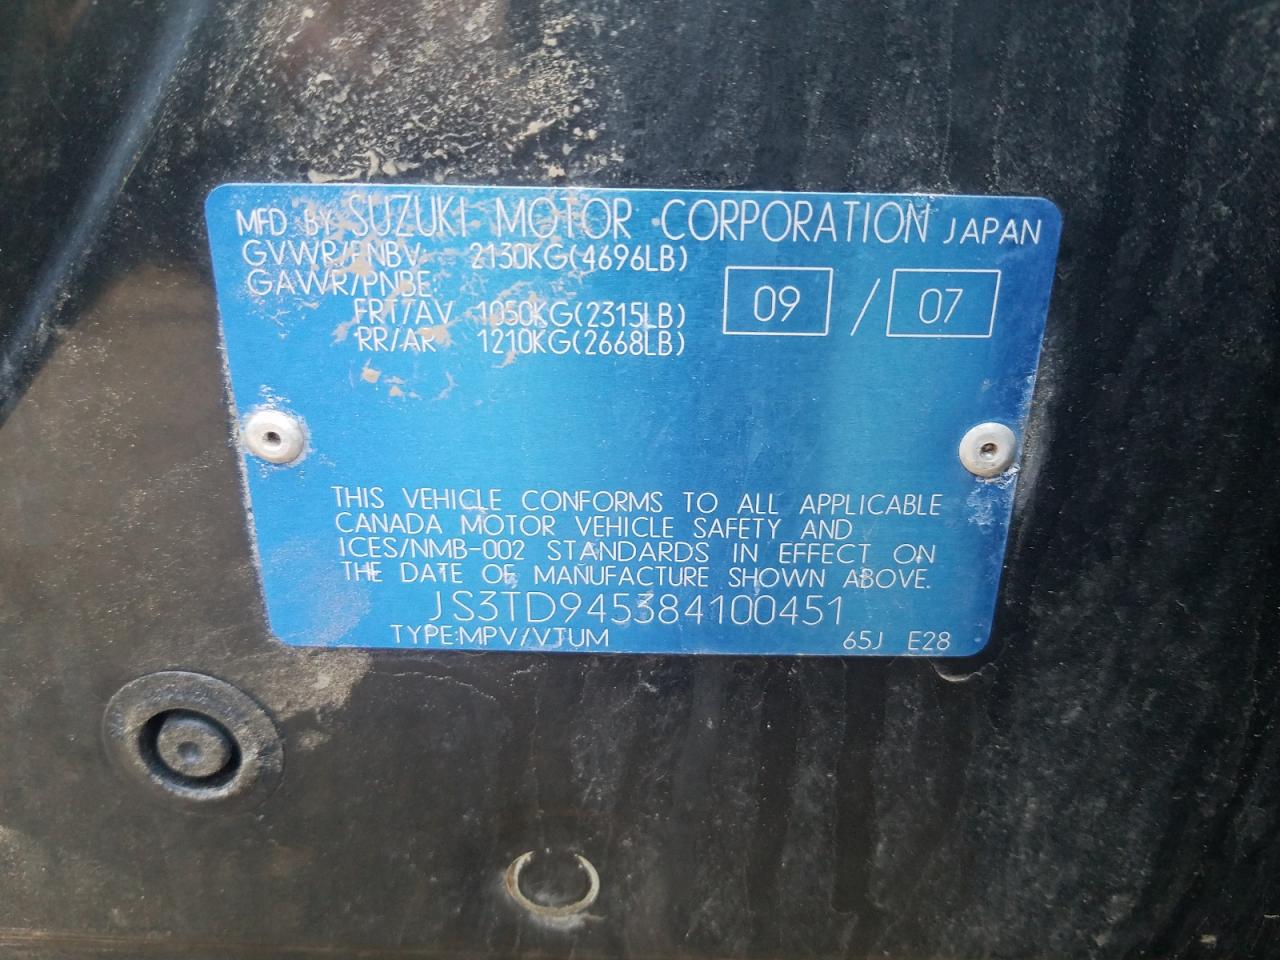 MFD BY SUZUKI MOTOR CORPORATION JAPAN
GVWR/PNBV: 2130KG(4696LB)
GAWR/PNBE:
FRT/AV 1050KG(2315LB)
RR/AR 1210KG(2668LB)
09 / 07
THIS VEHICLE CONFORMS TO ALL APPLICABLE
CANADA MOTOR VEHICLE SAFETY AND
ICES/NMB-002 STANDARDS IN EFFECT ON
THE DATE OF MANUFACTURE SHOWN ABOVE.
JS3TD945384100451
TYPE:MPV/VTUM 65J E28